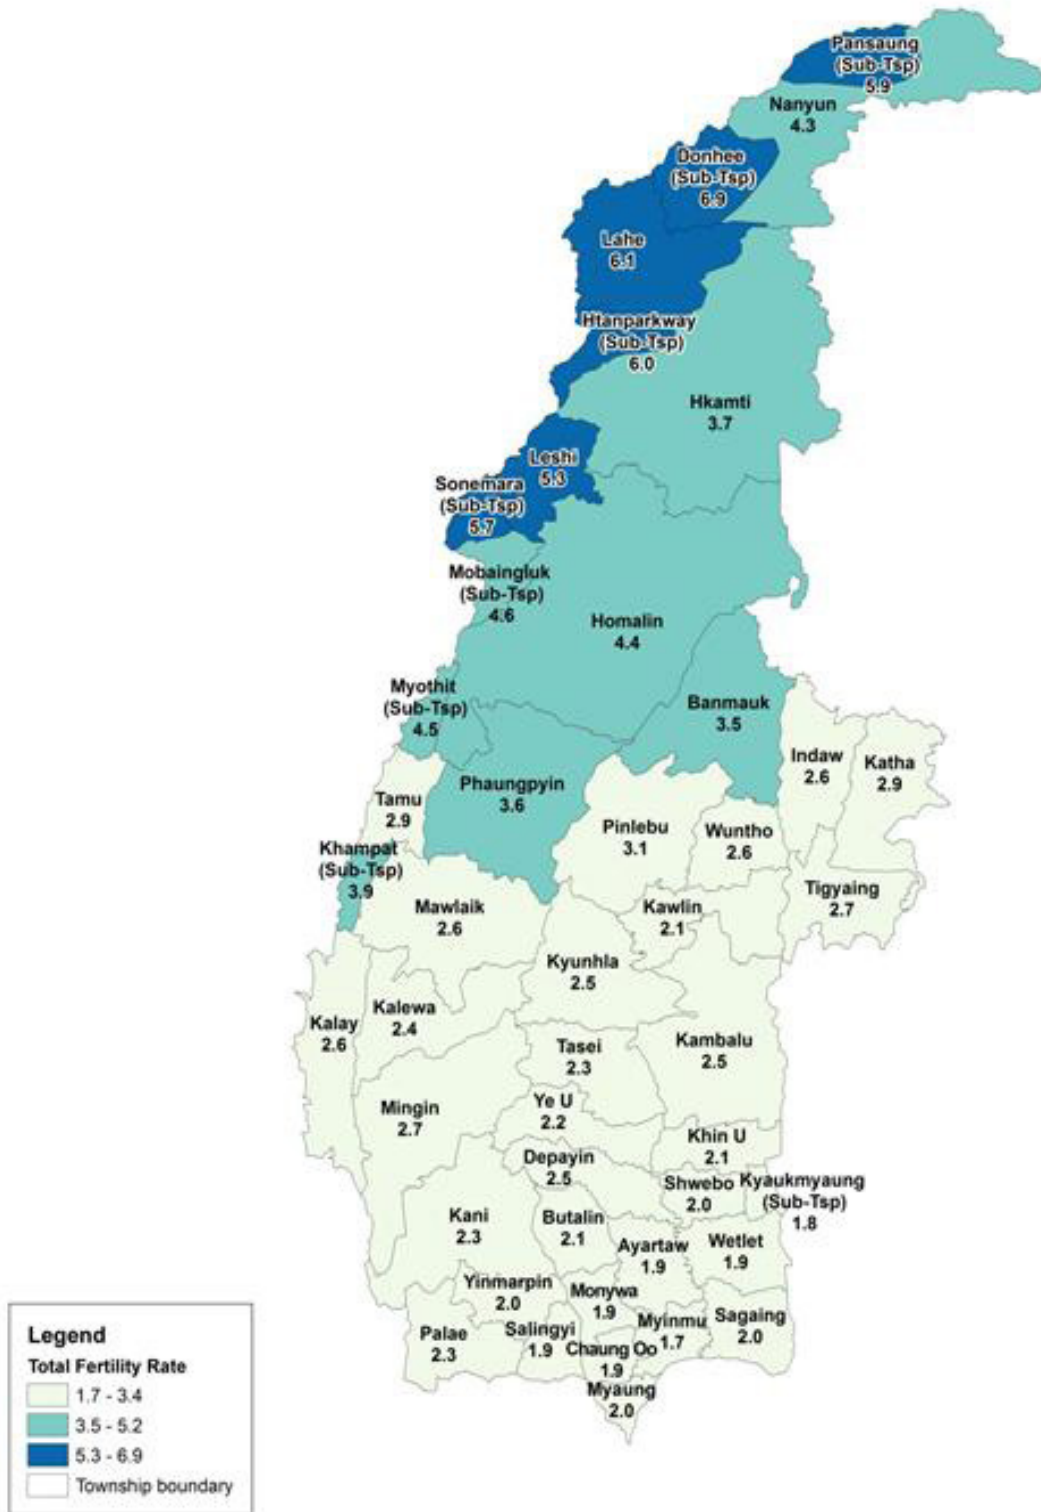 Pansaung
(Sub-Tsp)
5.9
Nanyun
4.3
Donhee
(Sub-Tsp)
6.9
Lahe
6.1
Htanparkway
(Sub-Tsp)
6.0
Hkamti
3.7
Leshi
5.3
Sonemara
(Sub-Tsp)
5.7
Mobaingluk
(Sub-Tsp)
4.6
Homalin
4.4
Myothit
(Sub-Tsp)
4.5
Banmauk
3.5
Indaw
2.6
Katha
2.9
Phaungpyin
3.6
Tamu
2.9
Pinlebu
3.1
Wuntho
2.6
Khampat
(Sub-Tsp)
3.9
Tigyaing
2.7
Mawlaik
2.6
Kawlin
2.1
Kyunhla
2.5
Kalewa
2.4
Kalay
2.6
Tasei
2.3
Kambalu
2.5
Mingin
2.7
Ye U
2.2
Khin U
2.1
Depayin
2.5
Shwebo
2.0
Kyaukmyaung
(Sub-Tsp)
1.8
Kani
2.3
Butalin
2.1
Ayartaw
1.9
Wetlet
1.9
Yinmarpin
2.0
Monywa
1.9
Sagaing
2.0
Myinmu
1.7
Palae
2.3
Salingyi
1.9
Chaung Oo
1.9
Myaung
2.0
Legend
Total Fertility Rate
1.7 - 3.4
3.5 - 5.2
5.3 - 6.9
Township boundary